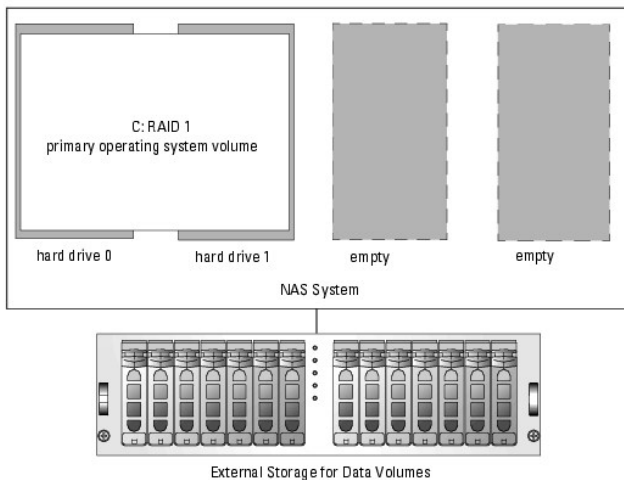 C: RAID 1
primary operating system volume
hard drive 0
hard drive 1
empty
empty
NAS System
External Storage for Data Volumes